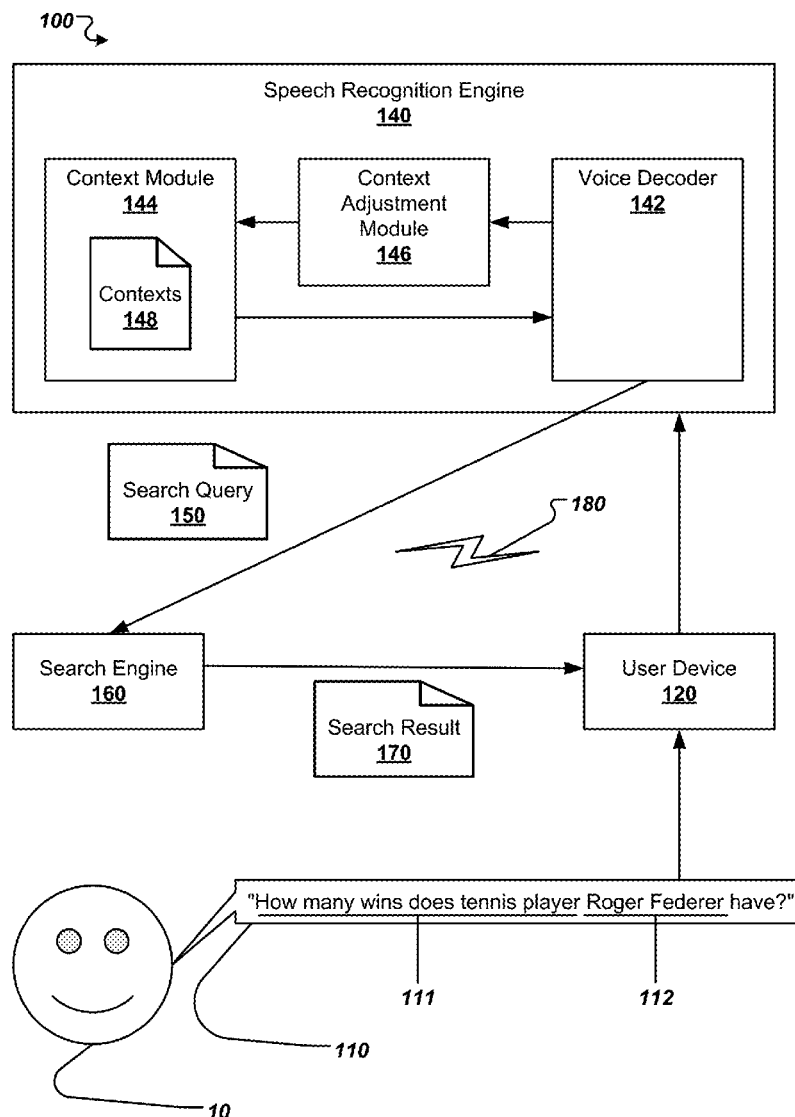 100
Speech Recognition Engine
140
Context Module
144
Context
Adjustment
Module
146
Voice Decoder
142
Contexts
148
Search Query
150
180
Search Engine
160
User Device
120
Search Result
170
"How many wins does tennis player Roger Federer have?"
111
112
110
10